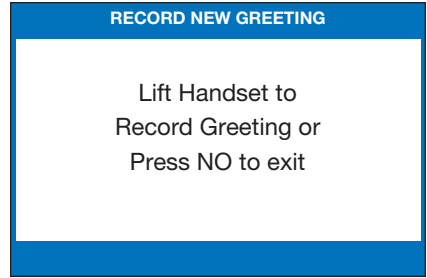 RECORD NEW GREETING
Lift Handset to
Record Greeting or
Press NO to exit